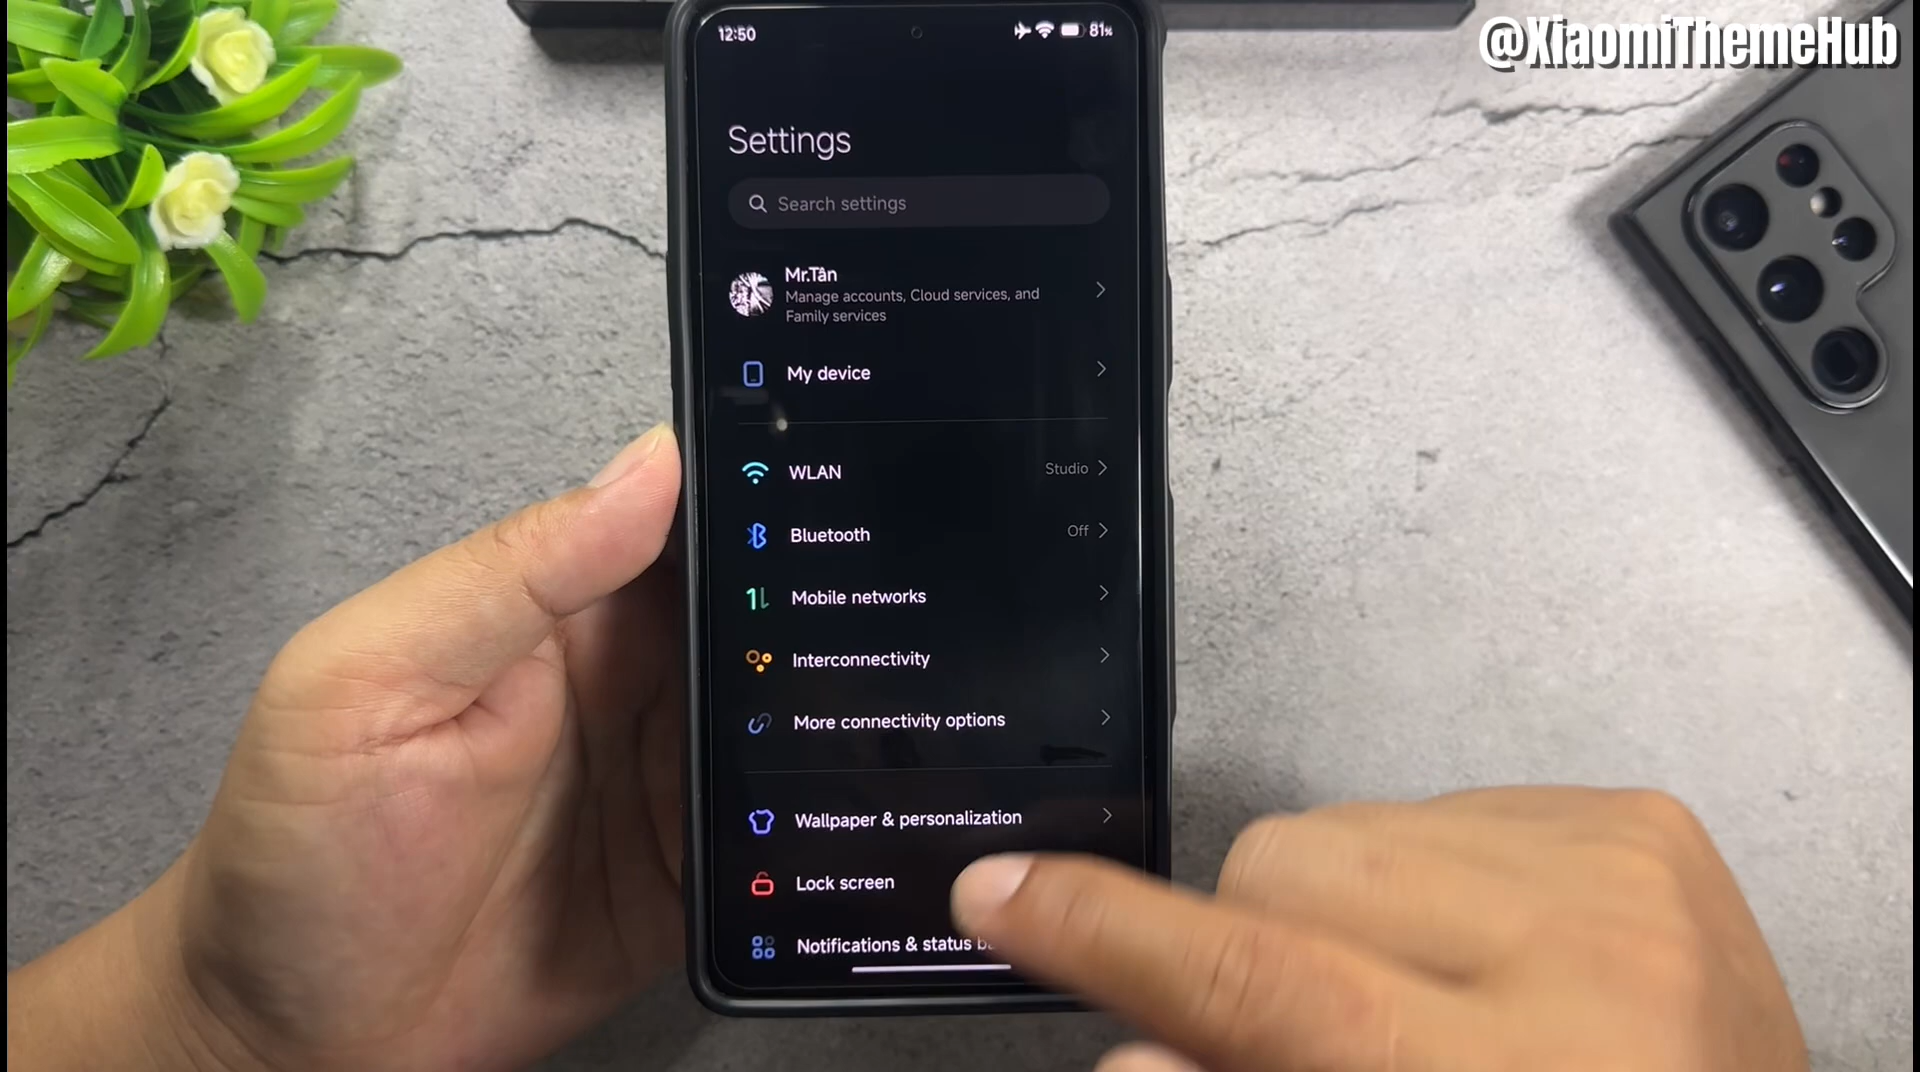 @XiaomiThemeHub
12:50
81%
Settings
Search settings
Mr.Tân
Manage accounts, Cloud services, and
Family services
My device
WLAN
Studio
Bluetooth
Off
Mobile networks
Interconnectivity
More connectivity options
Wallpaper & personalization
Lock screen
Notifications & status